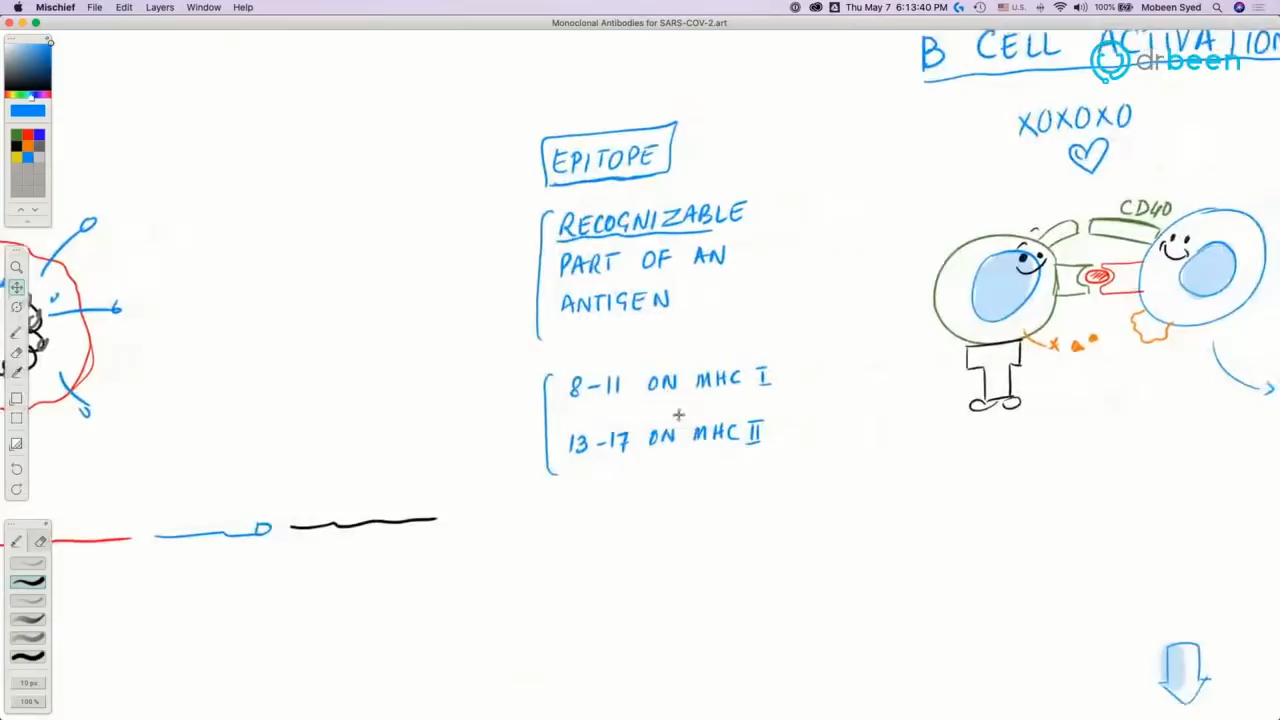 Mischief File Edit Layers Window Help
U.S. 100% Thu May 7 6:13:40 PM Mobeen Syed
Monoclonal Antibodies for SARS-COV-2.art
B CELL ACTIVATION
drbeen
XOXOXO
EPITOPE
RECOGNIZABLE
PART OF AN
ANTIGEN
CD40
8-11 ON MHC I
13-17 ON MHC II
10 px
100%